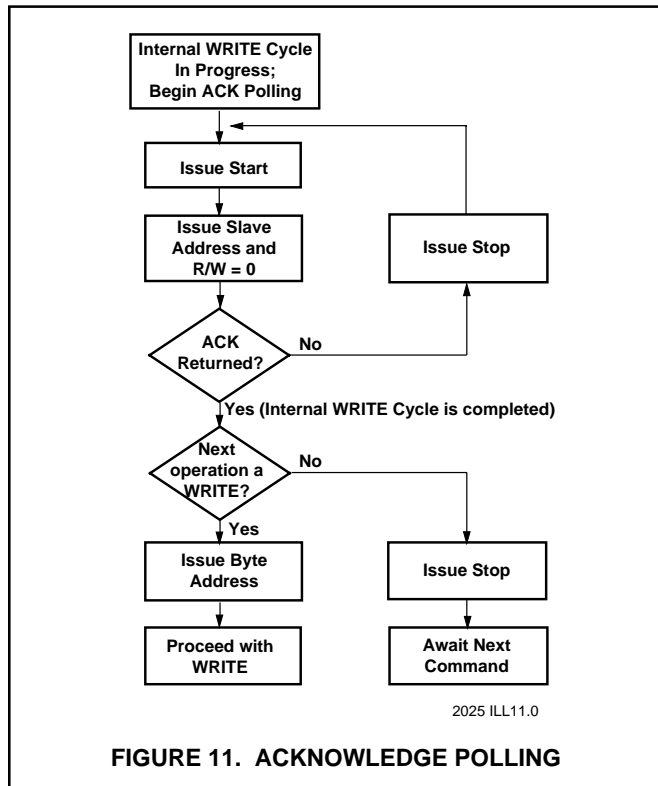 Internal WRITE Cycle
In Progress;
Begin ACK Polling
Issue Start
Issue Slave
Address and
R/W = 0
Issue Stop
ACK
Returned?
No
Yes (Internal WRITE Cycle is completed)
Next
operation a
WRITE?
No
Yes
Issue Byte
Address
Issue Stop
Proceed with
WRITE
Await Next
Command
2025 ILL11.0
FIGURE 11. ACKNOWLEDGE POLLING